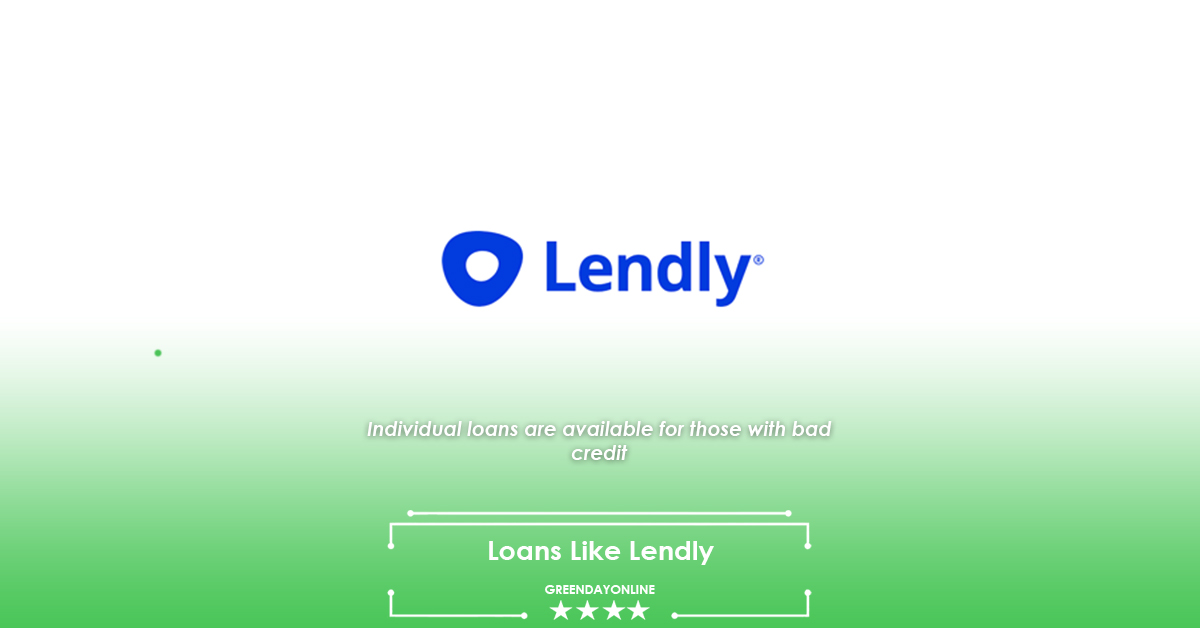 Lendly®
Individual loans are available for those with bad
credit
Loans Like Lendly
GREENDAYONLINE